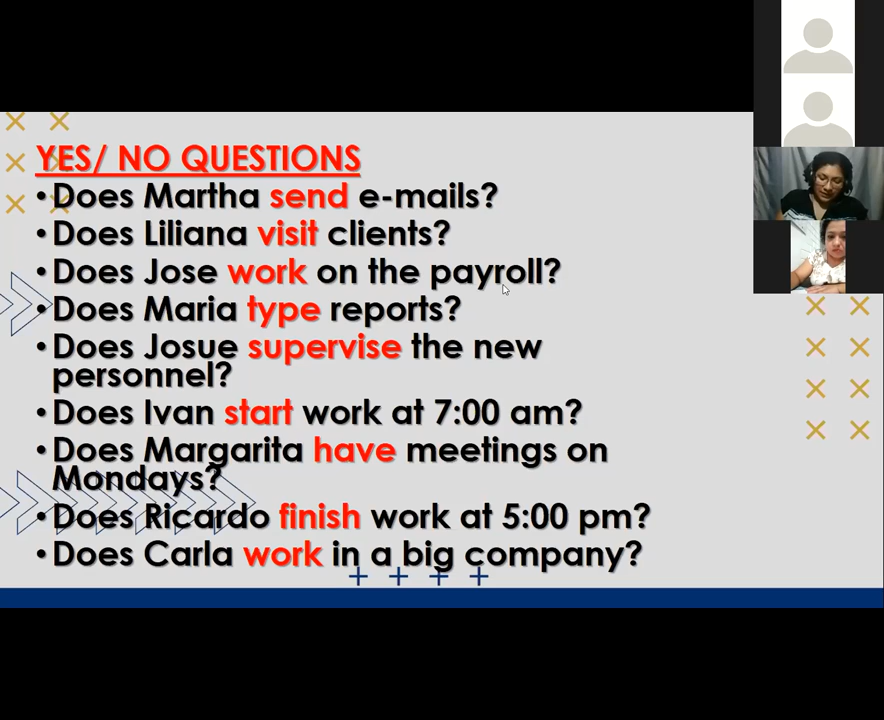 YES/ NO QUESTIONS
•Does Martha send e-mails?
•Does Liliana visit clients?
•Does Jose work on the payroll?
•Does Maria type reports?
•Does Josue supervise the new
personnel?
•Does Ivan start work at 7:00 am?
•Does Margarita have meetings on
Mondays?
•Does Ricardo finish work at 5:00 pm?
•Does Carla work in a big company?